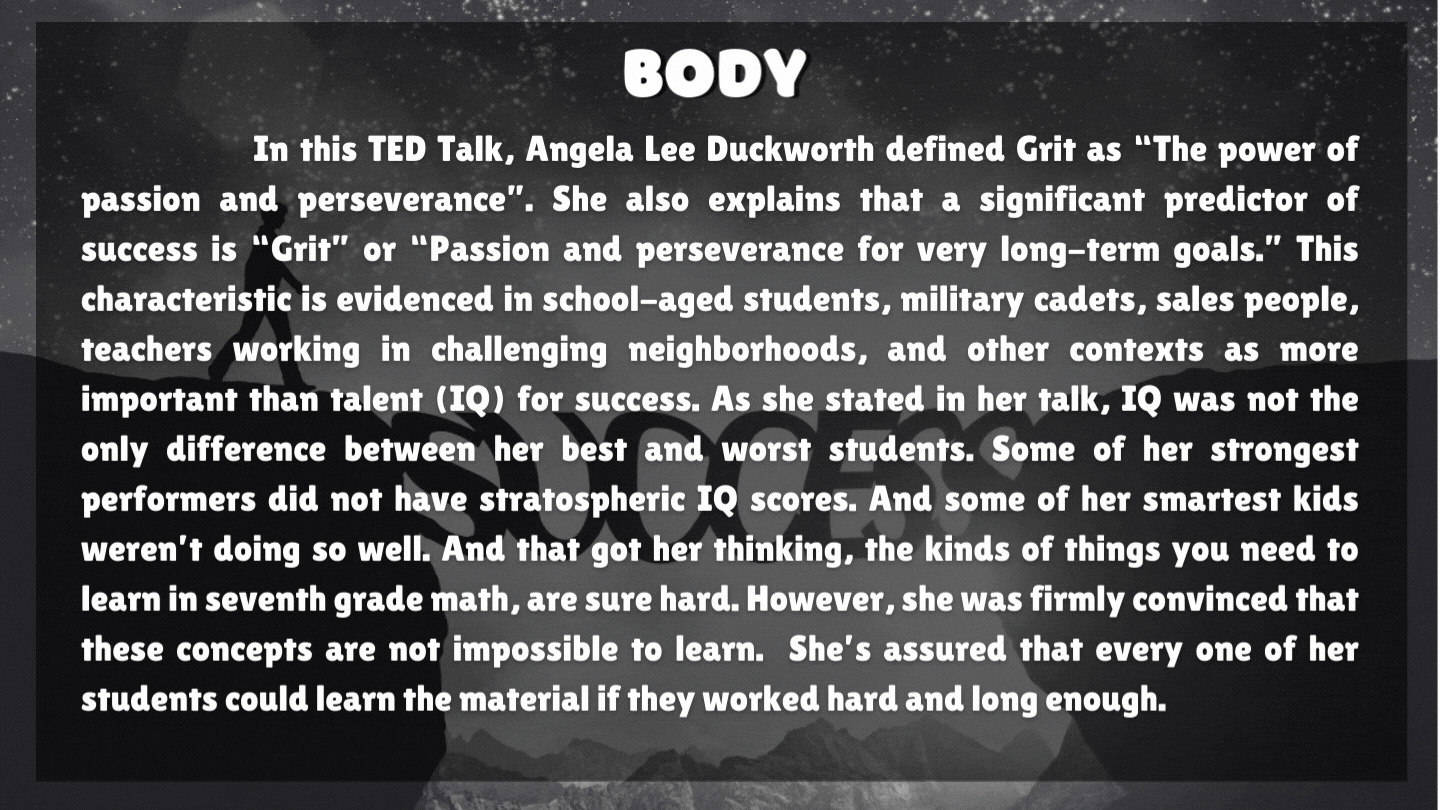 BODY
In this TED Talk, Angela Lee Duckworth defined Grit as “The power of
passion and perseverance”. She also explains that a significant predictor of
success is “Grit” or “Passion and perseverance for very long-term goals.” This
characteristic is evidenced in school-aged students, military cadets, sales people,
teachers working in challenging neighborhoods, and other contexts as more
important than talent (IQ) for success. As she stated in her talk, IQ was not the
only difference between her best and worst students. Some of her strongest
performers did not have stratospheric IQ scores. And some of her smartest kids
weren't doing so well. And that got her thinking, the kinds of things you need to
learn in seventh grade math, are sure hard. However, she was firmly convinced that
these concepts are not impossible to learn.  She's assured that every one of her
students could learn the material if they worked hard and long enough.
SUCCESS